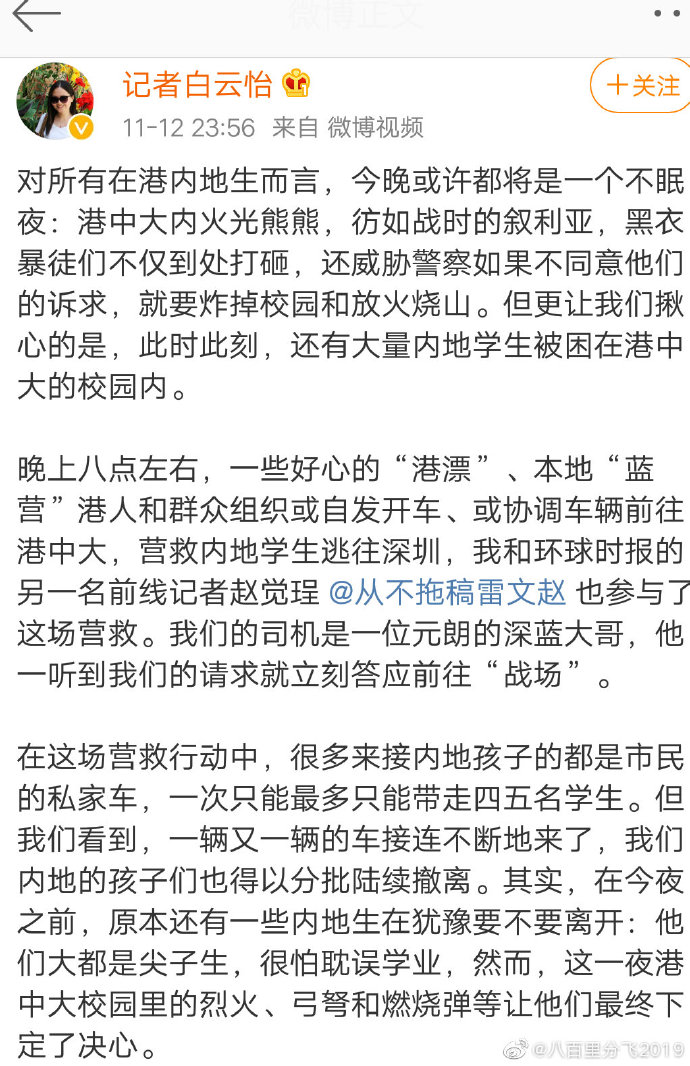 微博正文
记者白云怡
十关注
11-12 23:56 来自 微博视频
对所有在港内地生而言，今晚或许都将是一个不眠
夜：港中大内火光熊熊，彷如战时的叙利亚，黑衣
暴徒们不仅到处打砸，还威胁警察如果不同意他们
的诉求，就要炸掉校园和放火烧山。但更让我们揪
心的是，此时此刻，还有大量内地学生被困在港中
大的校园内。
晚上八点左右，一些好心的“港漂”、本地“蓝
营”港人和群众组织或自发开车、或协调车辆前往
港中大，营救内地学生逃往深圳，我和环球时报的
另一名前线记者赵觉珵 @从不拖稿雷文赵 也参与了
这场营救。我们的司机是一位元朗的深蓝大哥，他
一听到我们的请求就立刻答应前往“战场”。
在这场营救行动中，很多来接内地孩子的都是市民
的私家车，一次只能最多只能带走四五名学生。但
我们看到，一辆又一辆的车接连不断地来了，我们
内地的孩子们也得以分批陆续撤离。其实，在今夜
之前，原本还有一些内地生在犹豫要不要离开：他
们大都是尖子生，很怕耽误学业，然而，这一夜港
中大校园里的烈火、弓弩和燃烧弹等让他们最终下
定了决心。
@八百里分飞2019